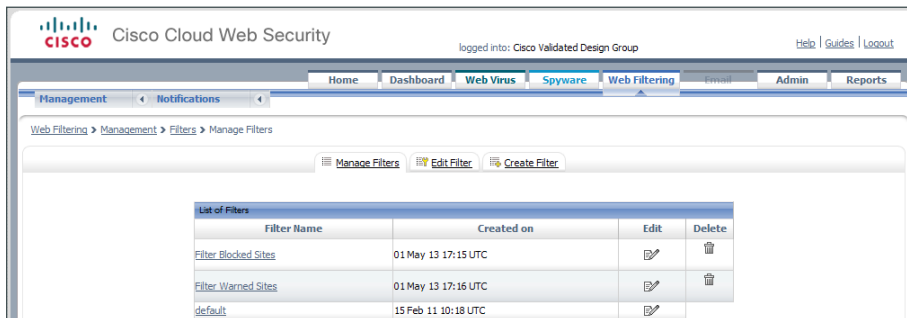 CISCO Cisco Cloud Web Security
logged into: Cisco Validated Design Group
Help | Guides | Logout
Home Dashboard Web Virus Spyware Web Filtering Email Admin Reports
Management Notifications
Web Filtering > Management > Filters > Manage Filters
Manage Filters Edit Filter Create Filter
List of Filters
Filter Name Created on Edit Delete
Filter Blocked Sites 01 May 13 17:15 UTC
Filter Warned Sites 01 May 13 17:16 UTC
default 15 Feb 11 10:18 UTC